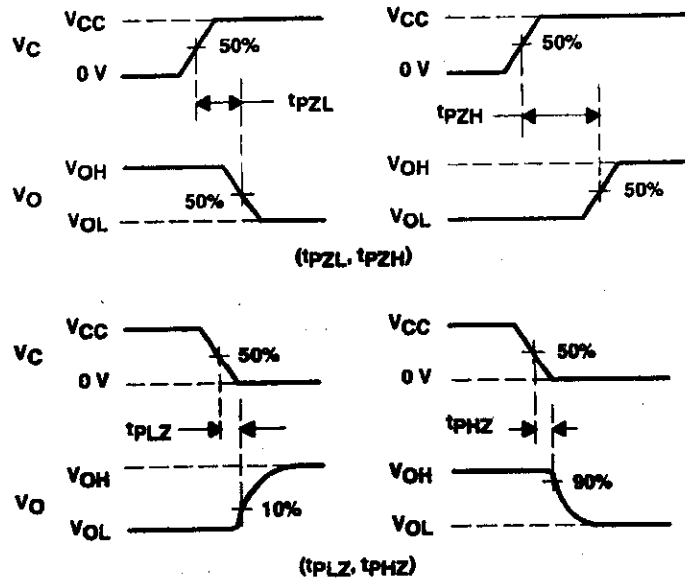 VCC
VC
50%
0 V
tPZL
VOH
VO
50%
VOL
VCC
50%
0 V
tPZH
VOH
50%
VOL
(tPZL, tPZH)
VCC
VC
50%
0 V
tPLZ
VOH
VO
10%
VOL
VCC
50%
0 V
tPHZ
VOH
90%
VOL
(tPLZ, tPHZ)